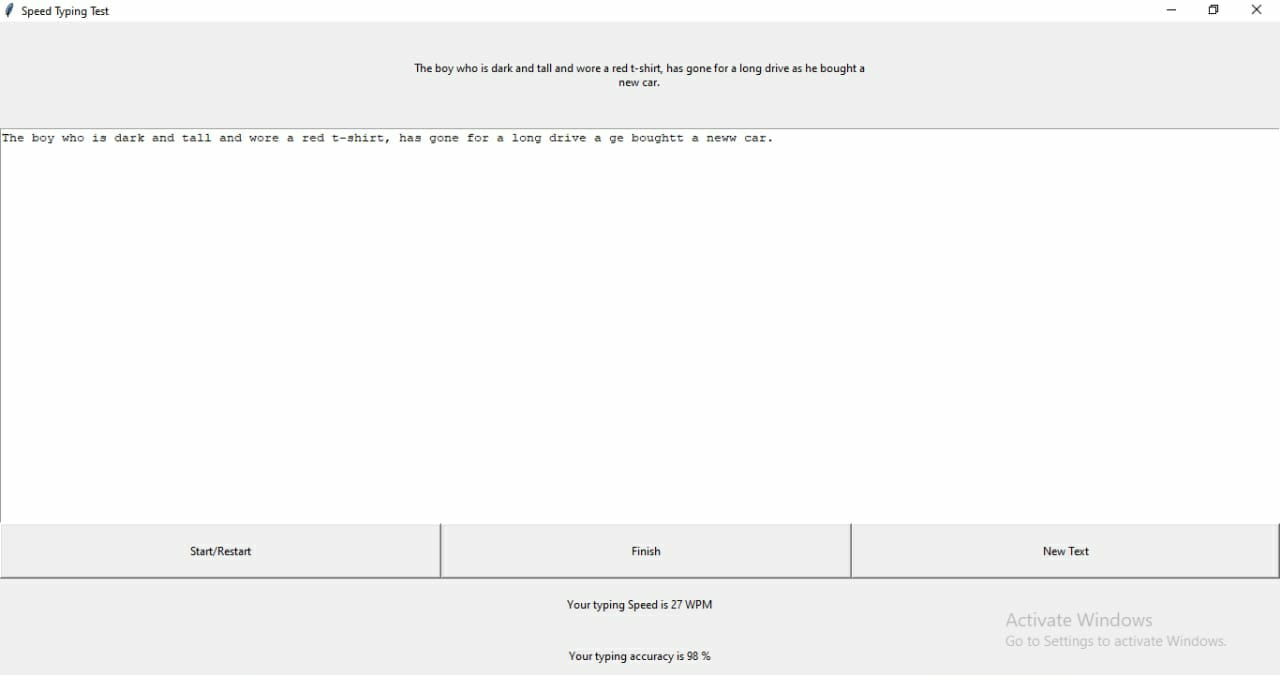 Speed Typing Test
The boy who is dark and tall and wore a red t-shirt, has gone for a long drive as he bought a
new car.
The boy who is dark and tall and wore a red t-shirt, has gone for a long drive a ge boughtt a neww car.
Start/Restart
Finish
New Text
Your typing Speed is 27 WPM
Activate Windows
Go to Settings to activate Windows.
Your typing accuracy is 98 %